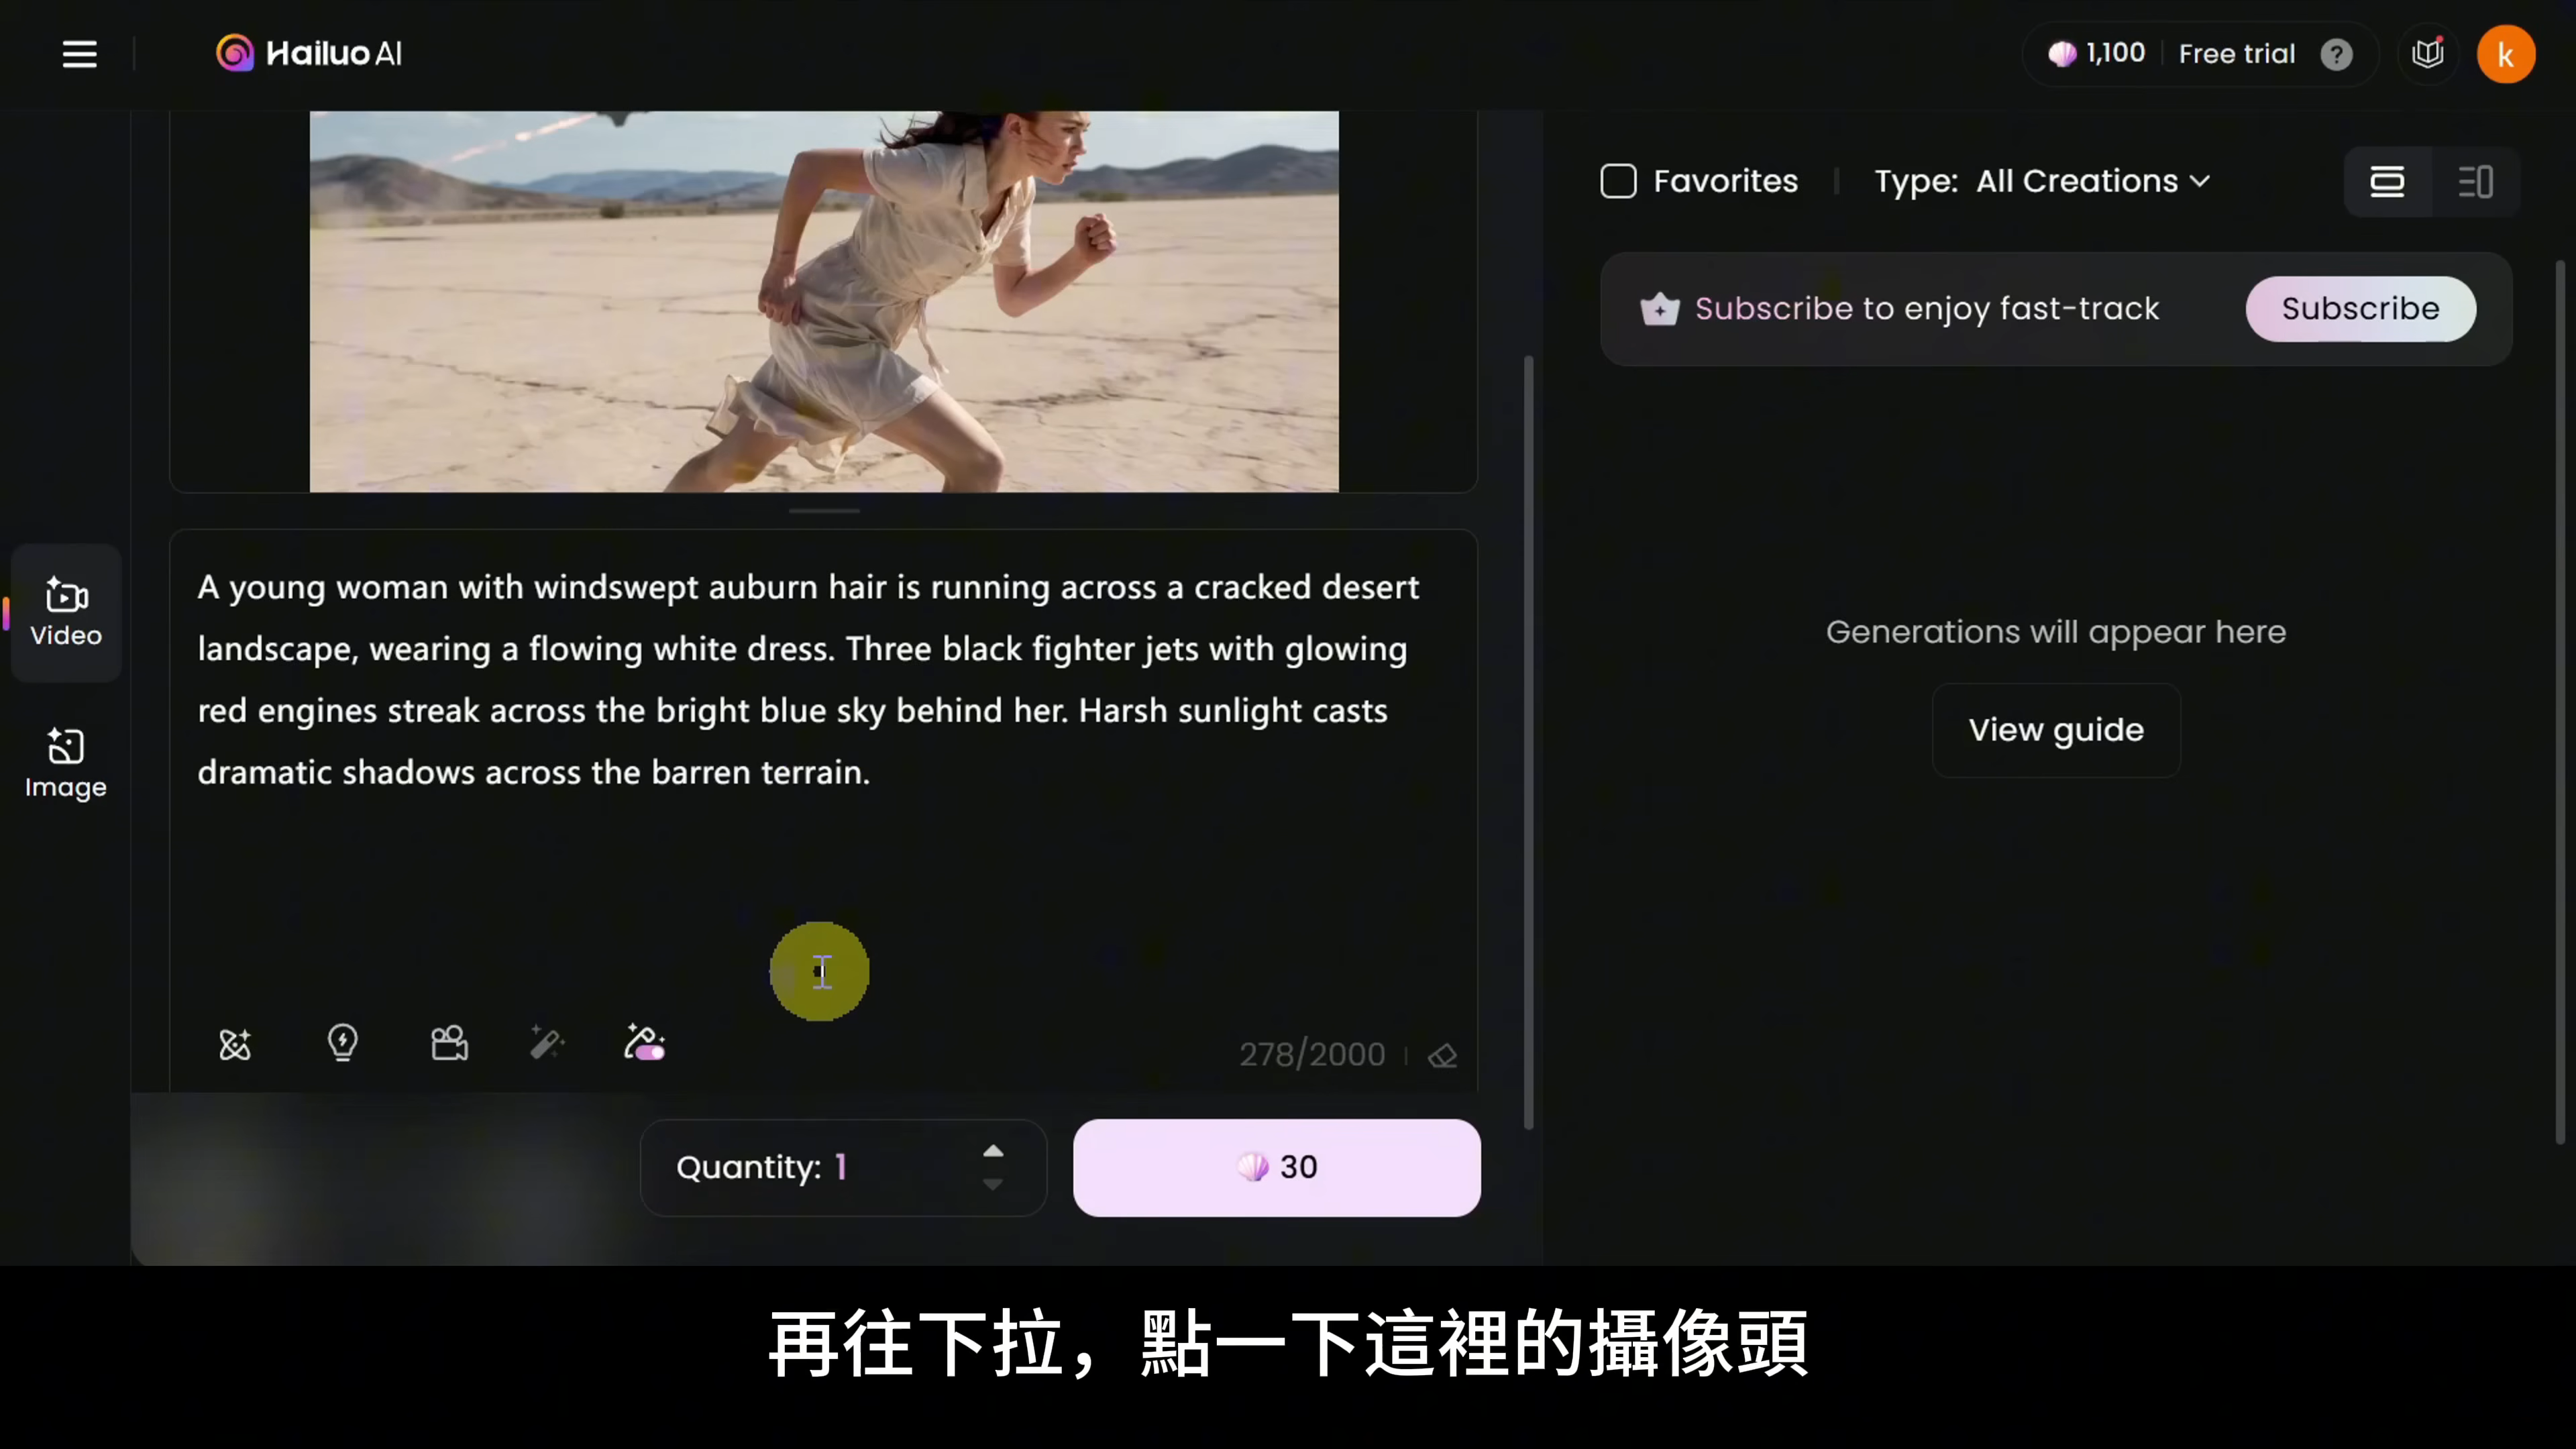 Hailuo AI
1,100
Free trial
?
k
Favorites
Type: All Creations
Subscribe to enjoy fast-track
Subscribe
Video
Image
A young woman with windswept auburn hair is running across a cracked desert
landscape, wearing a flowing white dress. Three black fighter jets with glowing
red engines streak across the bright blue sky behind her. Harsh sunlight casts
dramatic shadows across the barren terrain.
278/2000
Generations will appear here
View guide
Quantity: 1
30
再往下拉，點一下這裡的攝像頭